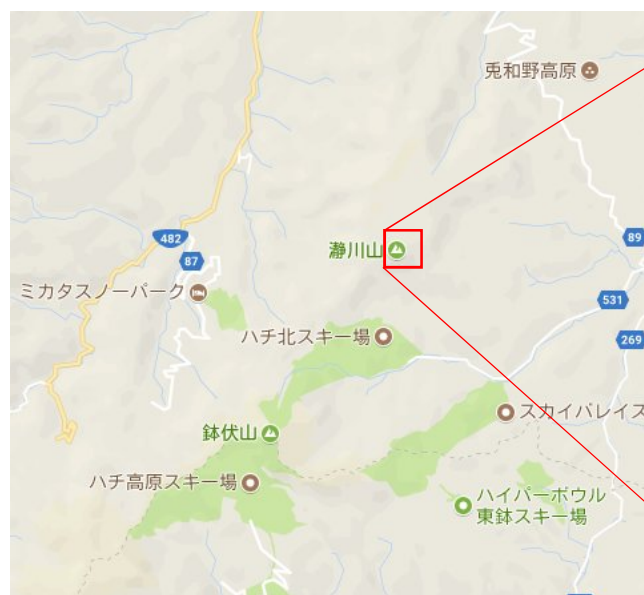 兎和野高原
482
87
瀞川山
89
ミカタスノーパーク
531
ハチ北スキー場
269
スカイバレイス
鉢伏山
ハチ高原スキー場
ハイパーボウル
東鉢スキー場